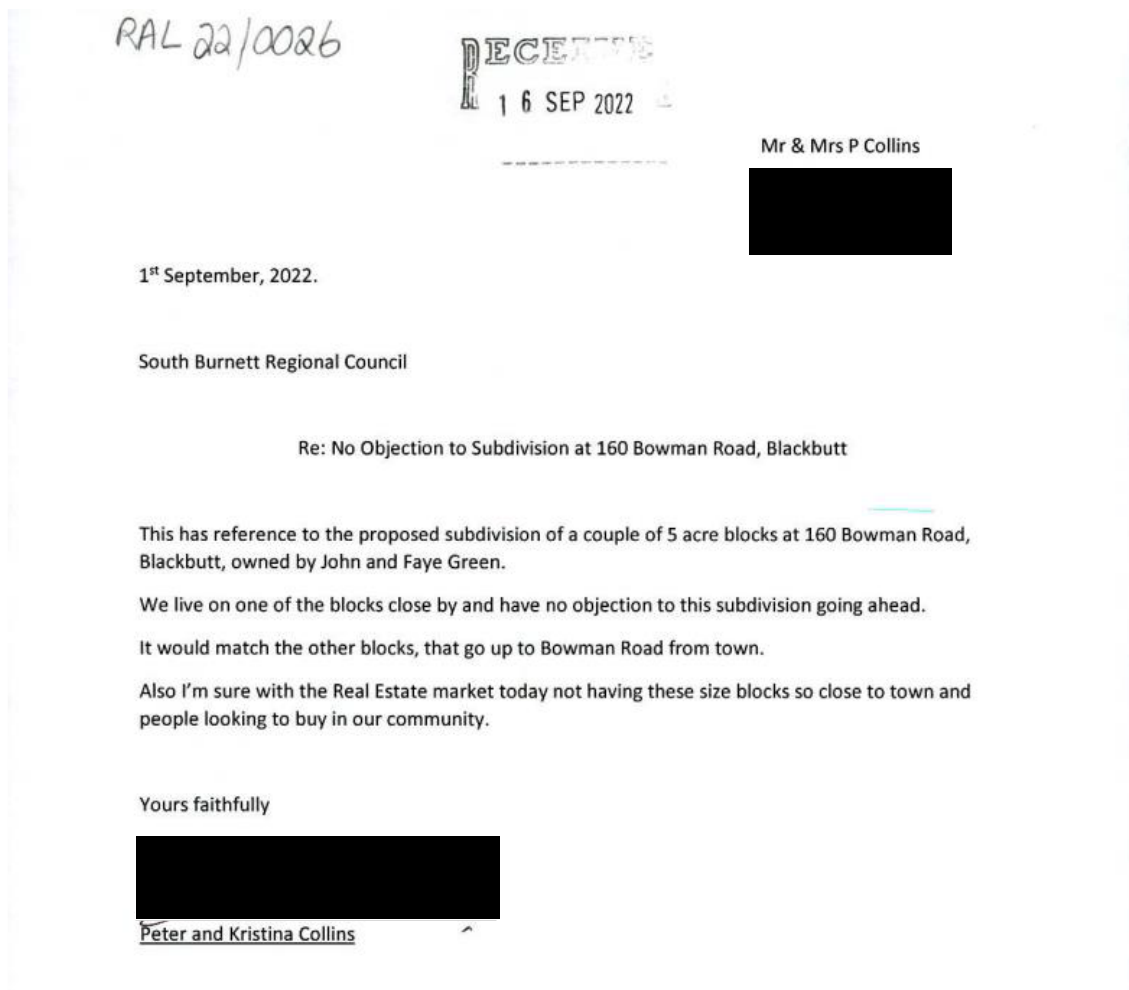 RAL 22/0026
RECEIVED
16 SEP 2022
Mr & Mrs P Collins
1st September, 2022.
South Burnett Regional Council
Re: No Objection to Subdivision at 160 Bowman Road, Blackbutt
This has reference to the proposed subdivision of a couple of 5 acre blocks at 160 Bowman Road,
Blackbutt, owned by John and Faye Green.
We live on one of the blocks close by and have no objection to this subdivision going ahead.
It would match the other blocks, that go up to Bowman Road from town.
Also I'm sure with the Real Estate market today not having these size blocks so close to town and
people looking to buy in our community.
Yours faithfully
Peter and Kristina Collins